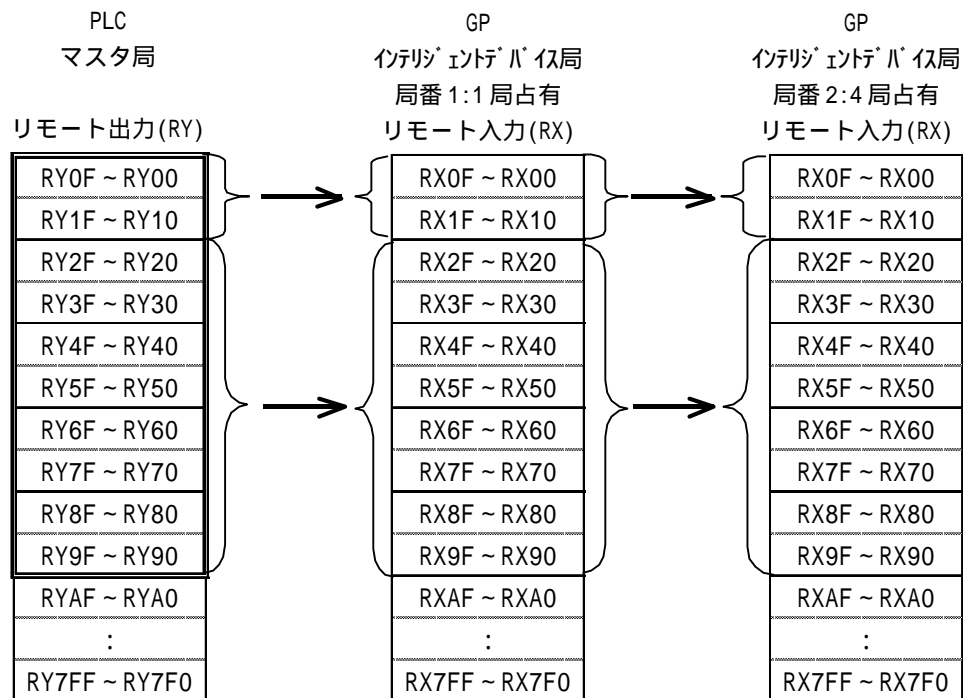 PLC
マスタ局
リモート出力(RY)
RY0F ~ RY00
RY1F ~ RY10
RY2F ~ RY20
RY3F ~ RY30
RY4F ~ RY40
RY5F ~ RY50
RY6F ~ RY60
RY7F ~ RY70
RY8F ~ RY80
RY9F ~ RY90
RYAF ~ RYA0
:
RY7FF ~ RY7F0
GP
ｲﾝﾃﾘｼﾞｪﾝﾄﾃﾞﾊﾞｲｽ局
局番1:1局占有
リモート入力(RX)
RX0F ~ RX00
RX1F ~ RX10
RX2F ~ RX20
RX3F ~ RX30
RX4F ~ RX40
RX5F ~ RX50
RX6F ~ RX60
RX7F ~ RX70
RX8F ~ RX80
RX9F ~ RX90
RXAF ~ RXA0
:
RX7FF ~ RX7F0
GP
ｲﾝﾃﾘｼﾞｪﾝﾄﾃﾞﾊﾞｲｽ局
局番2:4局占有
リモート入力(RX)
RX0F ~ RX00
RX1F ~ RX10
RX2F ~ RX20
RX3F ~ RX30
RX4F ~ RX40
RX5F ~ RX50
RX6F ~ RX60
RX7F ~ RX70
RX8F ~ RX80
RX9F ~ RX90
RXAF ~ RXA0
:
RX7FF ~ RX7F0